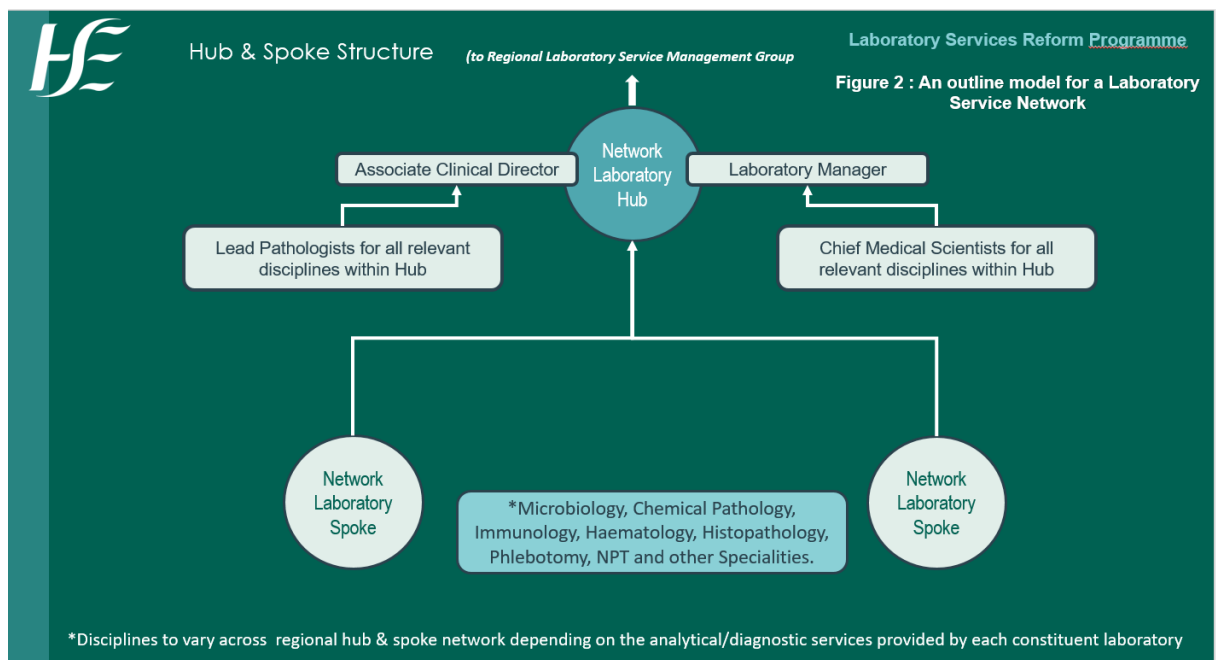 HSE
Hub & Spoke Structure
(to Regional Laboratory Service Management Group
Laboratory Services Reform Programme
Figure 2 : An outline model for a Laboratory
Service Network
Network
Laboratory
Hub
Associate Clinical Director
Laboratory Manager
Lead Pathologists for all relevant
disciplines within Hub
Chief Medical Scientists for all
relevant disciplines within Hub
Network
Laboratory
Spoke
*Microbiology, Chemical Pathology,
Immunology, Haematology, Histopathology,
Phlebotomy, NPT and other Specialities.
Network
Laboratory
Spoke
*Disciplines to vary across regional hub & spoke network depending on the analytical/diagnostic services provided by each constituent laboratory